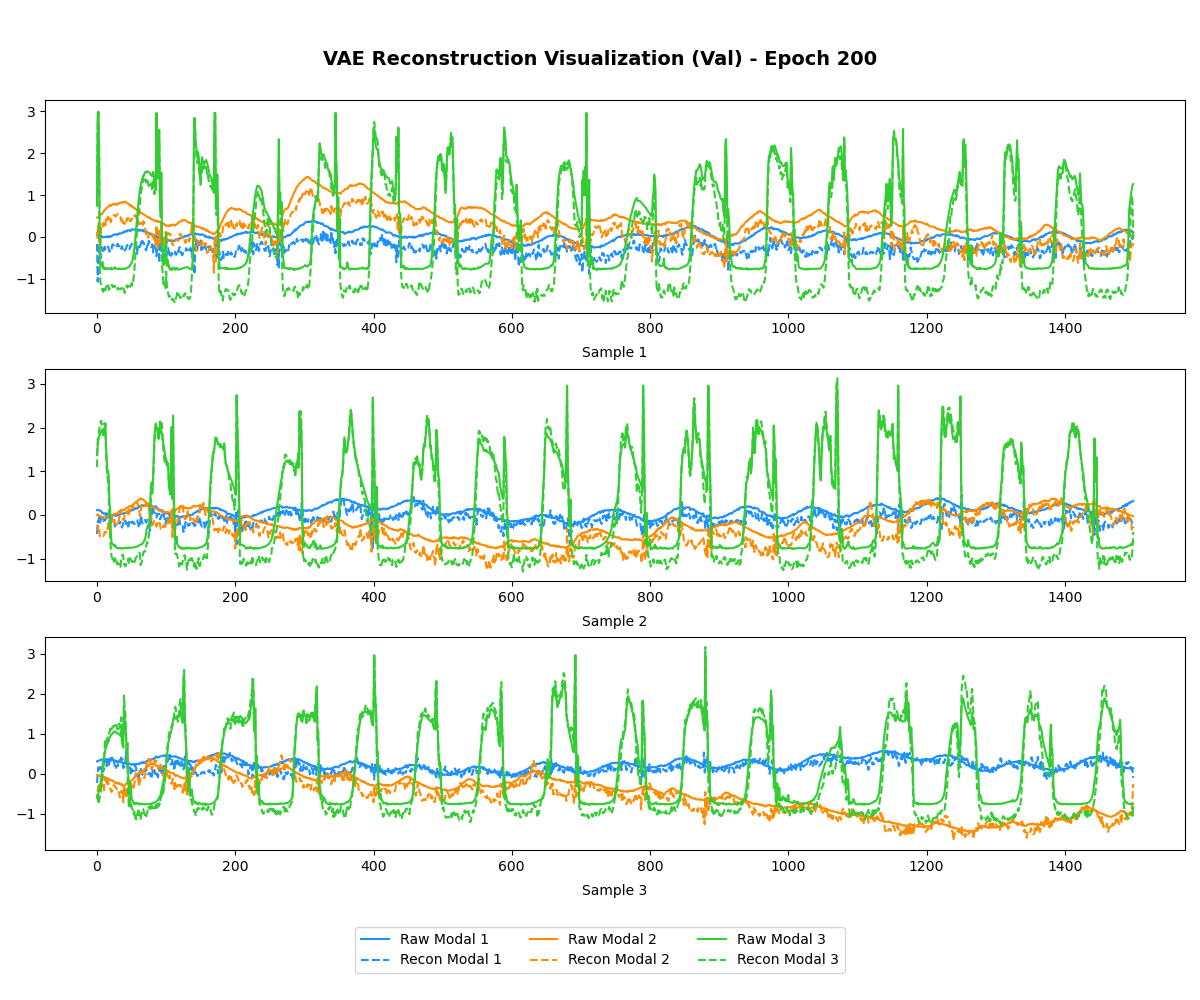 VAE Reconstruction Visualization (Val) - Epoch 200
3
2
1
0
−1
0 200 400 600 800 1000 1200 1400
Sample 1
3
2
1
0
−1
0 200 400 600 800 1000 1200 1400
Sample 2
3
2
1
0
−1
0 200 400 600 800 1000 1200 1400
Sample 3
Raw Modal 1 Raw Modal 2 Raw Modal 3
Recon Modal 1 Recon Modal 2 Recon Modal 3